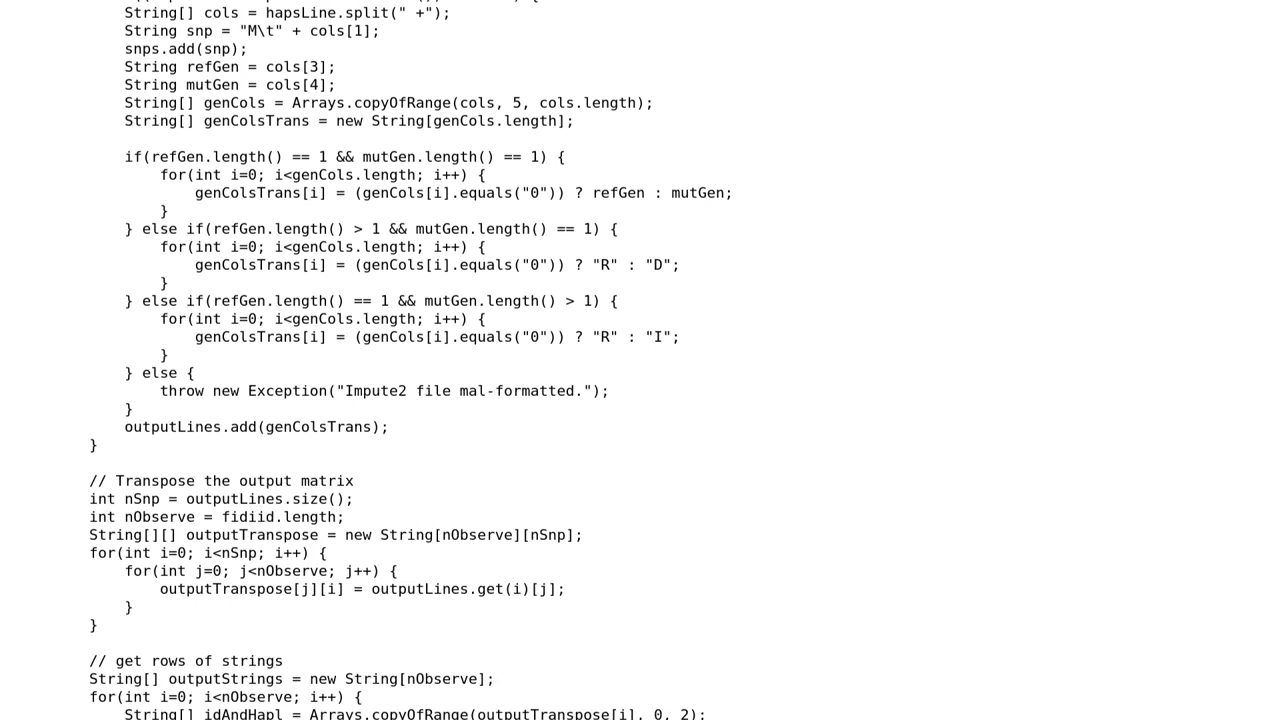 String[] cols = hapsLine.split(" +");
String snp = "M\t" + cols[1];
snps.add(snp);
String refGen = cols[3];
String mutGen = cols[4];
String[] genCols = Arrays.copyOfRange(cols, 5, cols.length);
String[] genColsTrans = new String[genCols.length];
if(refGen.length() == 1 && mutGen.length() == 1) {
for(int i=0; i<genCols.length; i++) {
genColsTrans[i] = (genCols[i].equals("0")) ? refGen : mutGen;
}
} else if(refGen.length() > 1 && mutGen.length() == 1) {
for(int i=0; i<genCols.length; i++) {
genColsTrans[i] = (genCols[i].equals("0")) ? "R" : "D";
}
} else if(refGen.length() == 1 && mutGen.length() > 1) {
for(int i=0; i<genCols.length; i++) {
genColsTrans[i] = (genCols[i].equals("0")) ? "R" : "I";
}
} else {
throw new Exception("Impute2 file mal-formatted.");
}
outputLines.add(genColsTrans);
}
// Transpose the output matrix
int nSnp = outputLines.size();
int nObserve = fidiid.length;
String[][] outputTranspose = new String[nObserve][nSnp];
for(int i=0; i<nSnp; i++) {
for(int j=0; j<nObserve; j++) {
outputTranspose[j][i] = outputLines.get(i)[j];
}
}
// get rows of strings
String[] outputStrings = new String[nObserve];
for(int i=0; i<nObserve; i++) {
String[] idAndHapl = Arrays.copyOfRange(outputTranspose[i], 0, 2);